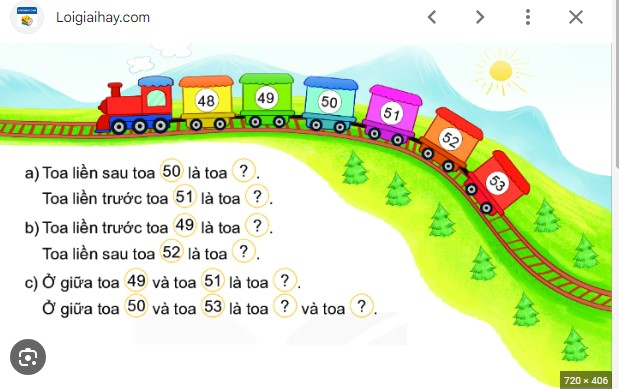 Loigiaihay.com
48 49 50 51 52 53
a) Toa liền sau toa 50 là toa ?.
Toa liền trước toa 51 là toa ?.
b) Toa liền trước toa 49 là toa ?.
Toa liền sau toa 52 là toa ?.
c) Ở giữa toa 49 và toa 51 là toa ?.
Ở giữa toa 50 và toa 53 là toa ? và toa ?.
720 × 406